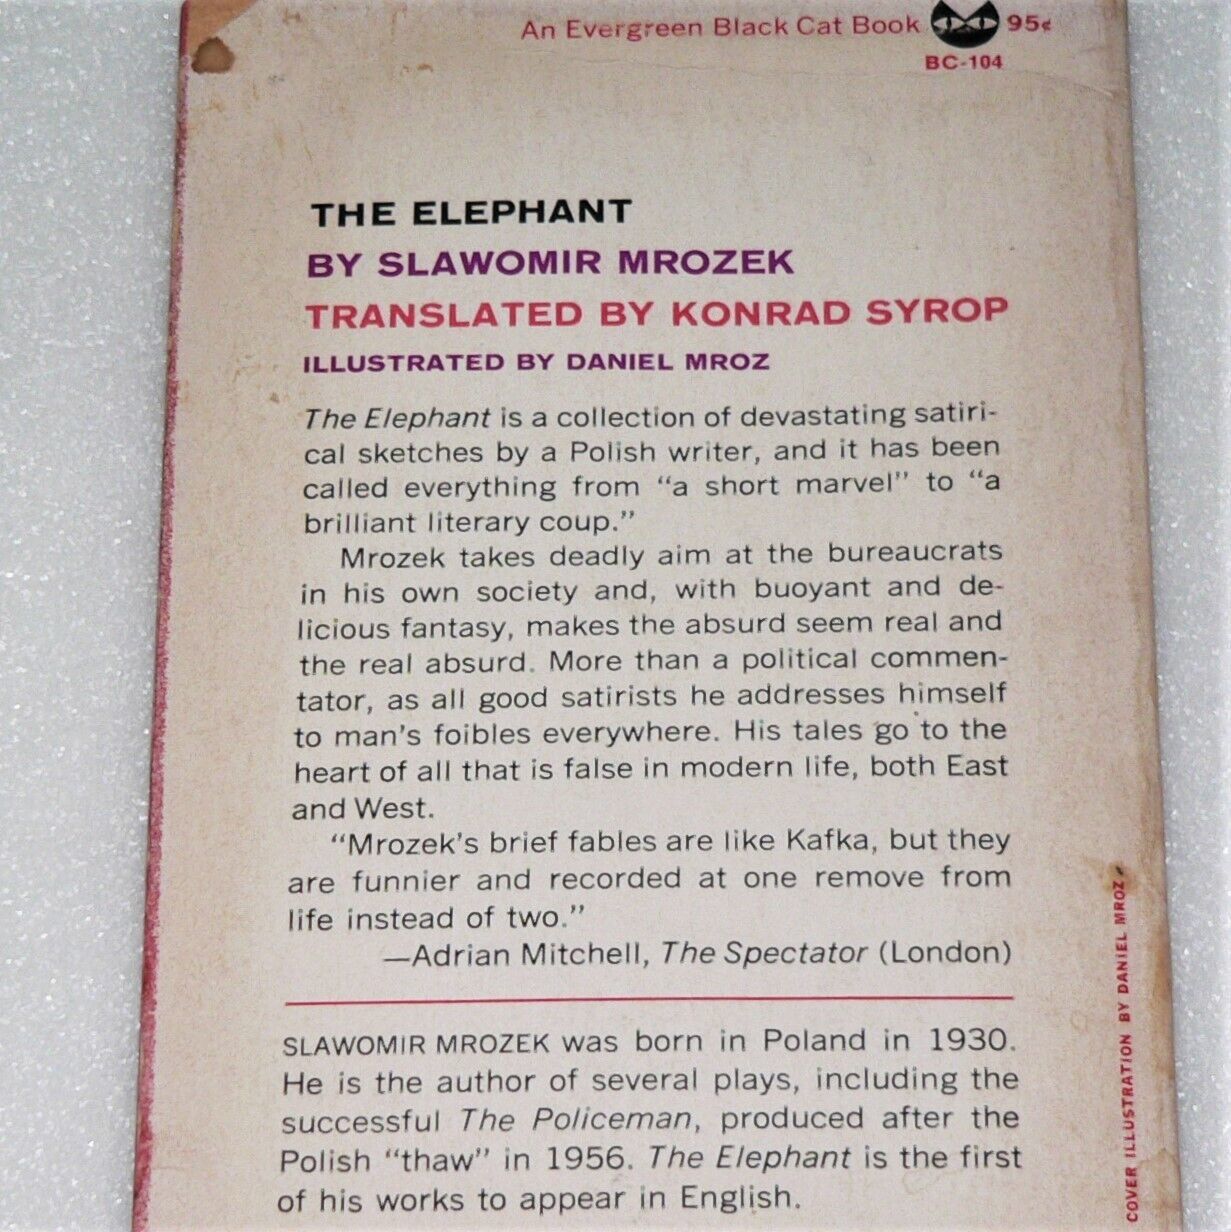 An Evergreen Black Cat Book 95¢
BC-104
THE ELEPHANT
BY SLAWOMIR MROZEK
TRANSLATED BY KONRAD SYROP
ILLUSTRATED BY DANIEL MROZ
The Elephant is a collection of devastating satiri-
cal sketches by a Polish writer, and it has been
called everything from “a short marvel” to “a
brilliant literary coup.”
Mrozek takes deadly aim at the bureaucrats
in his own society and, with buoyant and de-
licious fantasy, makes the absurd seem real and
the real absurd. More than a political commen-
tator, as all good satirists he addresses himself
to man's foibles everywhere. His tales go to the
heart of all that is false in modern life, both East
and West.
“Mrozek's brief fables are like Kafka, but they
are funnier and recorded at one remove from
life instead of two.”
—Adrian Mitchell, The Spectator (London)
SLAWOMIR MROZEK was born in Poland in 1930.
He is the author of several plays, including the
successful The Policeman, produced after the
Polish “thaw” in 1956. The Elephant is the first
of his works to appear in English.
COVER ILLUSTRATION BY DANIEL MROZ